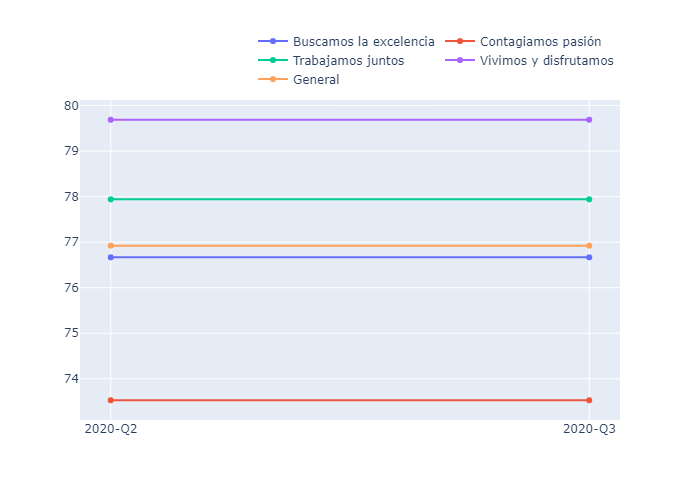 Buscamos la excelencia Contagiamos pasión
Trabajamos juntos Vivimos y disfrutamos
General
80
79
78
77
76
75
74
2020-Q2 2020-Q3